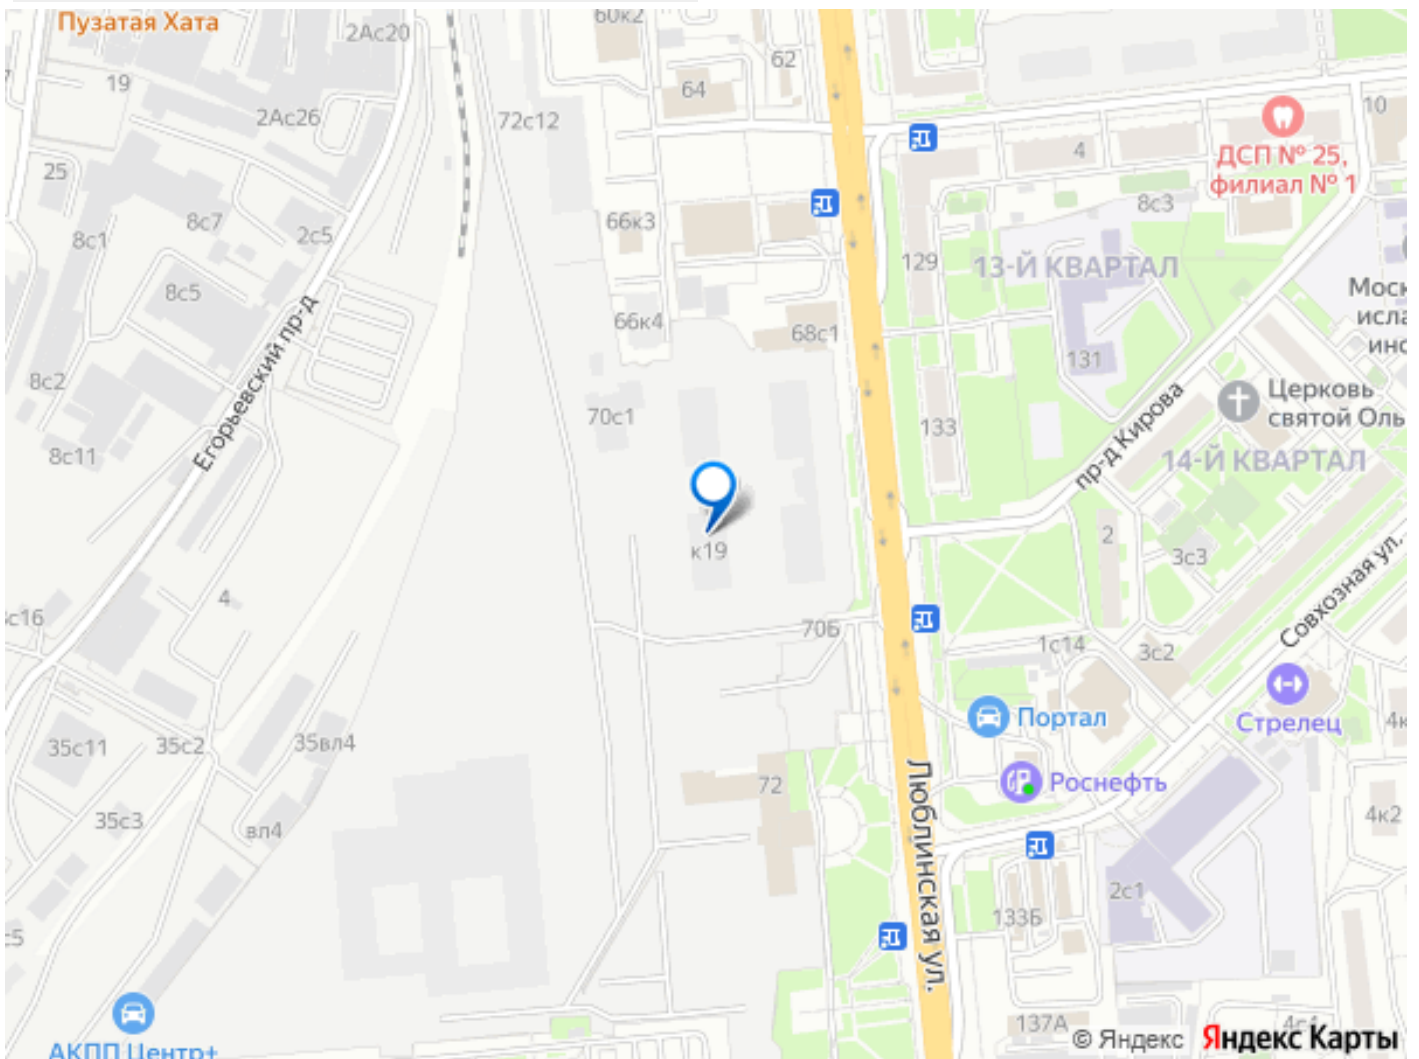 Пузатая Хата
2Ас20
60к2
62
19
64
2Ас26
72с12
10
4
ДСП № 25,
филиал № 1
25
8с7
2с5
66к3
8с3
8с1
129
13-Й КВАРТАЛ
8с5
Егорьевский пр-д
66к4
68с1
131
8с2
70с1
133
пр-д Кирова
Церковь
святой Оль
14-Й КВАРТАЛ
8с11
к19
2
3с3
Совхозная ул.
4
с16
70Б
1с14
3с2
Стрелец
Портал
35с11
35с2
35вл4
72
Роснефть
Люблинская ул.
35с3
вл4
4к2
2с1
133Б
137А
АКПП Центр+
© Яндекс
Яндекс Карты